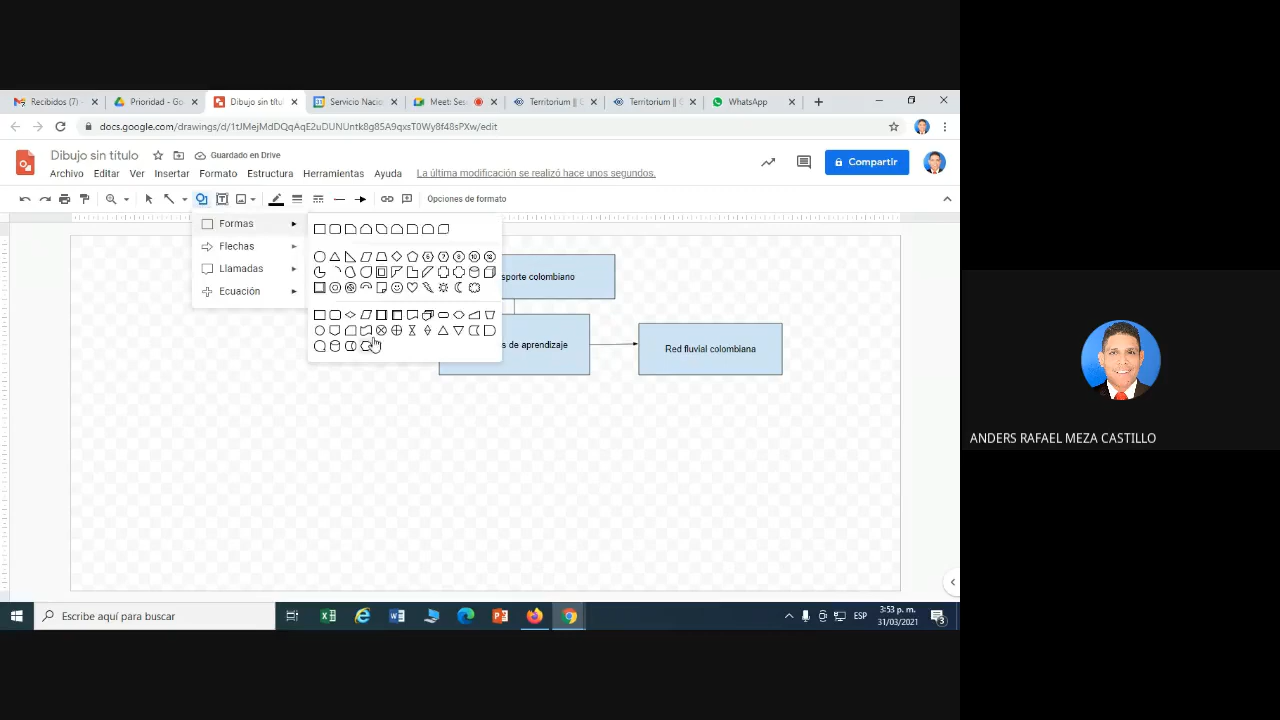 Recibidos (7)
Prioridad - Go
Dibujo sin títul
Servicio Nacio
Meet: Ses
Territorium || C
Territorium || C
WhatsApp
docs.google.com/drawings/d/1tJMejMdDQqAqE2uDUNUntk8g85A9qxsT0Wy8f48sPXw/edit
Dibujo sin título
Guardado en Drive
Compartir
Archivo Editar Ver Insertar Formato Estructura Herramientas Ayuda
La última modificación se realizó hace unos segundos.
Opciones de formato
Formas
Flechas
Llamadas
Ecuación
sporte colombiano
s de aprendizaje
Red fluvial colombiana
ANDERS RAFAEL MEZA CASTILLO
Escribe aquí para buscar
ESP
3:53 p. m.
31/03/2021
3